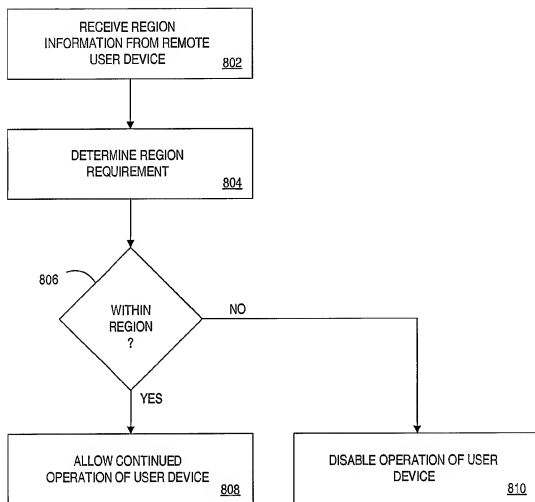 RECEIVE REGION
INFORMATION FROM REMOTE
USER DEVICE
802
DETERMINE REGION
REQUIREMENT
804
806
WITHIN
REGION
?
NO
YES
ALLOW CONTINUED
OPERATION OF USER DEVICE
808
DISABLE OPERATION OF USER
DEVICE
810